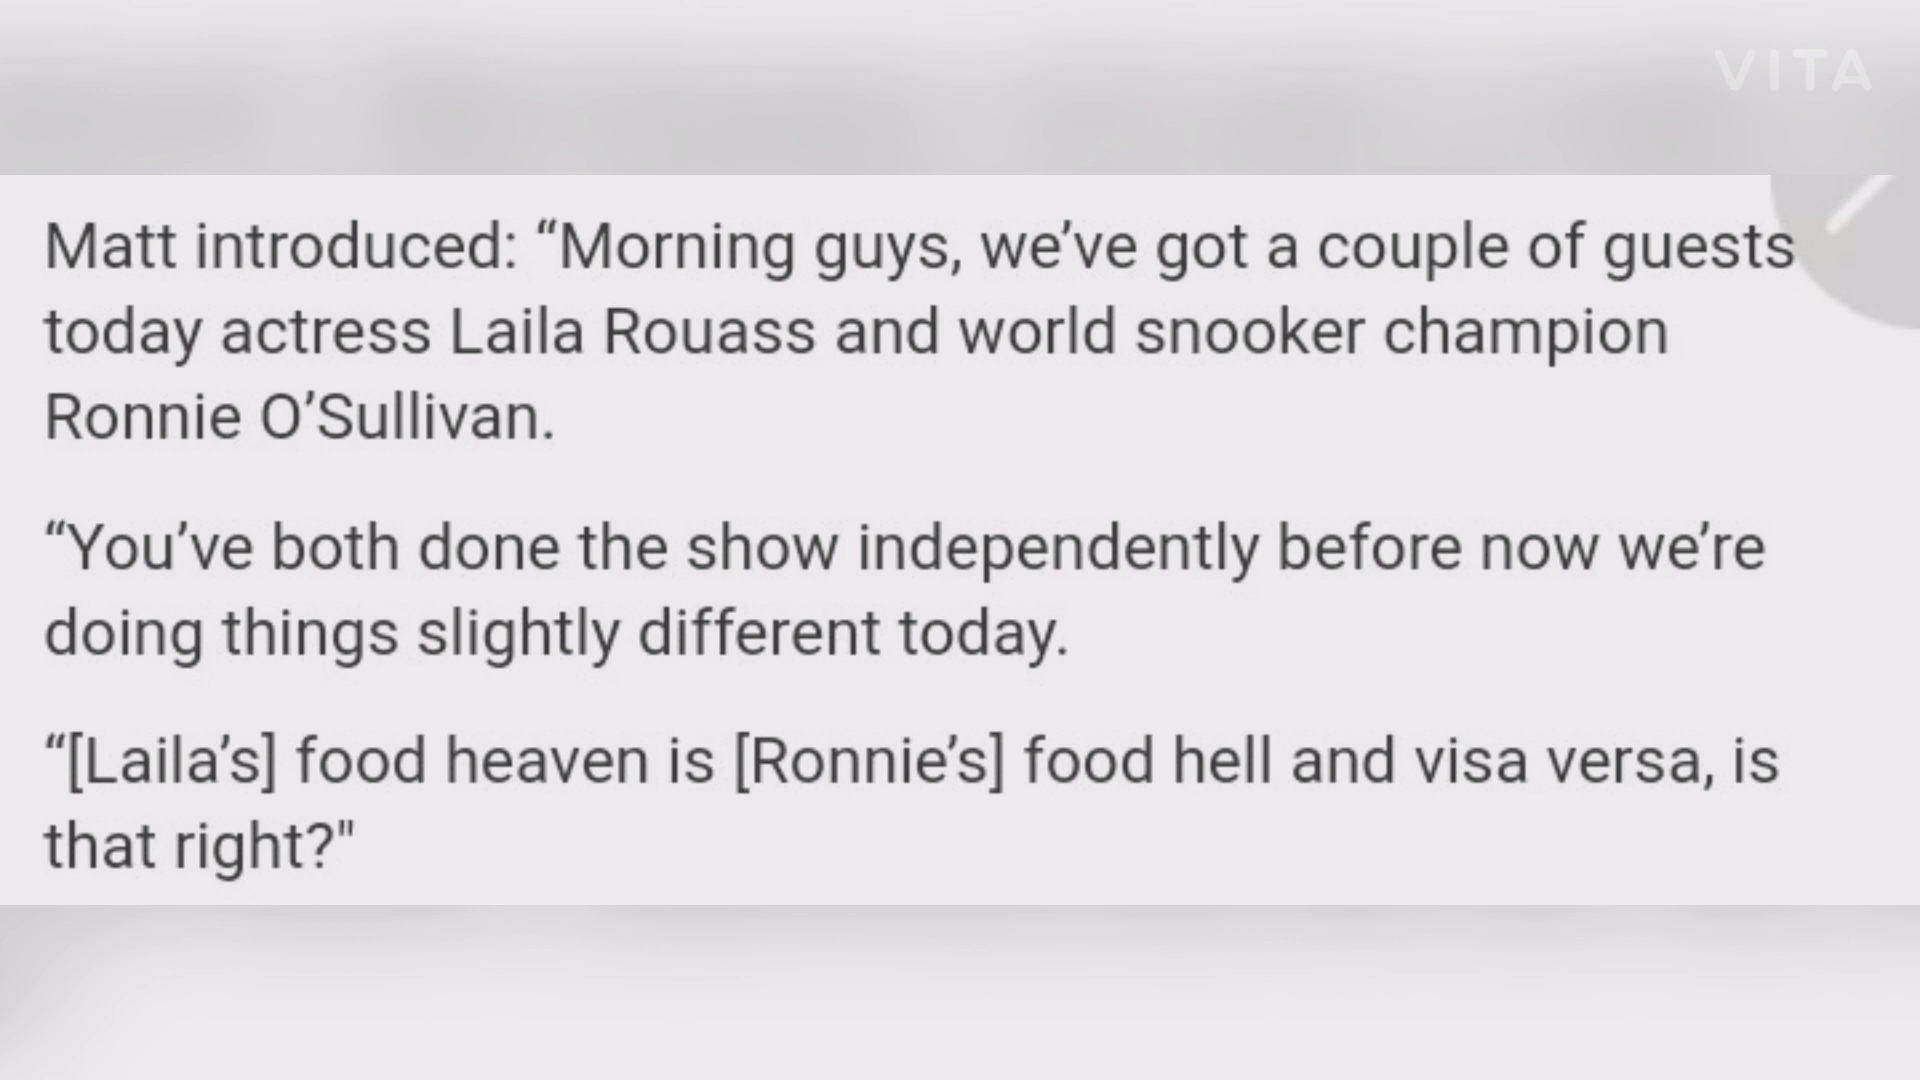 VITA
Matt introduced: “Morning guys, we’ve got a couple of guests
today actress Laila Rouass and world snooker champion
Ronnie O’Sullivan.
“You’ve both done the show independently before now we’re
doing things slightly different today.
“[Laila’s] food heaven is [Ronnie’s] food hell and visa versa, is
that right?"